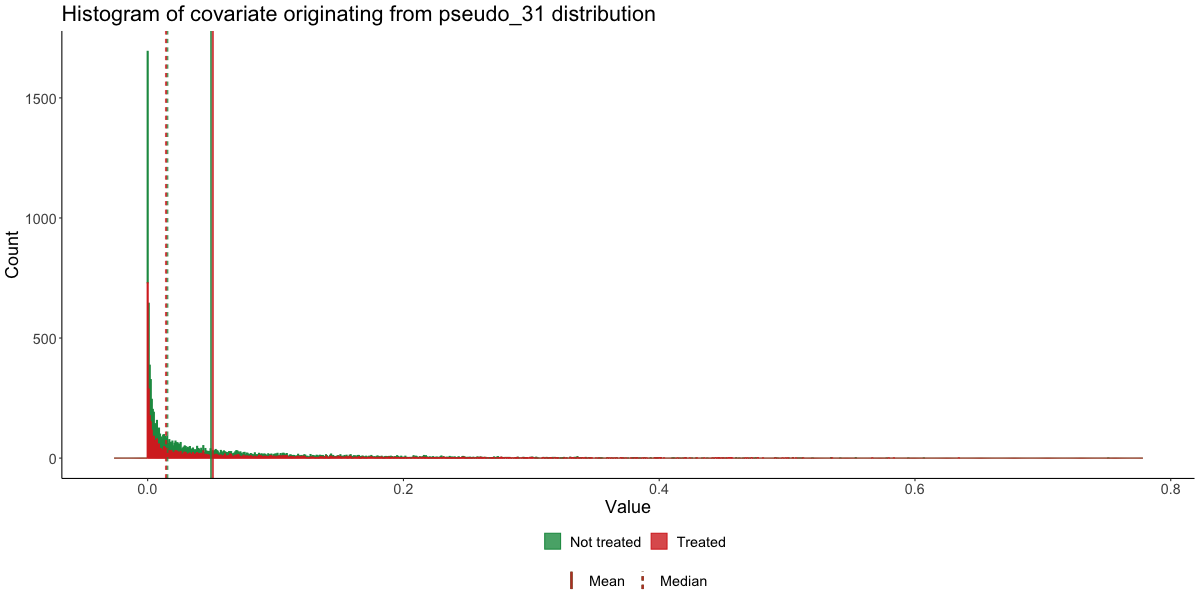 Histogram of covariate originating from pseudo_31 distribution
Count
1500
1000
500
0
0.0 0.2 0.4 0.6 0.8
Value
Not treated Treated
Mean Median